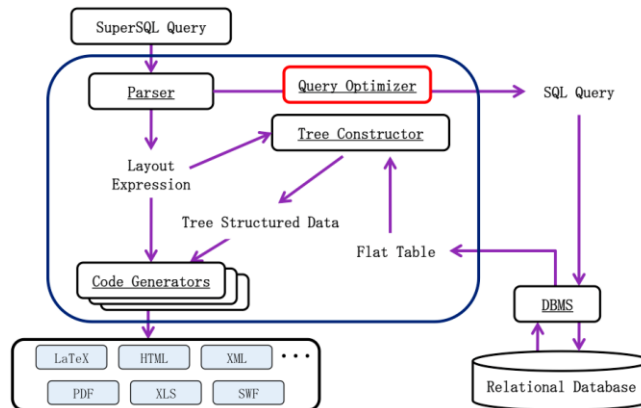 SuperSQL Query
Parser
Query Optimizer
SQL Query
Tree Constructor
Layout
Expression
Tree Structured Data
Flat Table
Code Generators
DBMS
LaTeX
HTML
XML
･･･
PDF
XLS
SWF
Relational Database